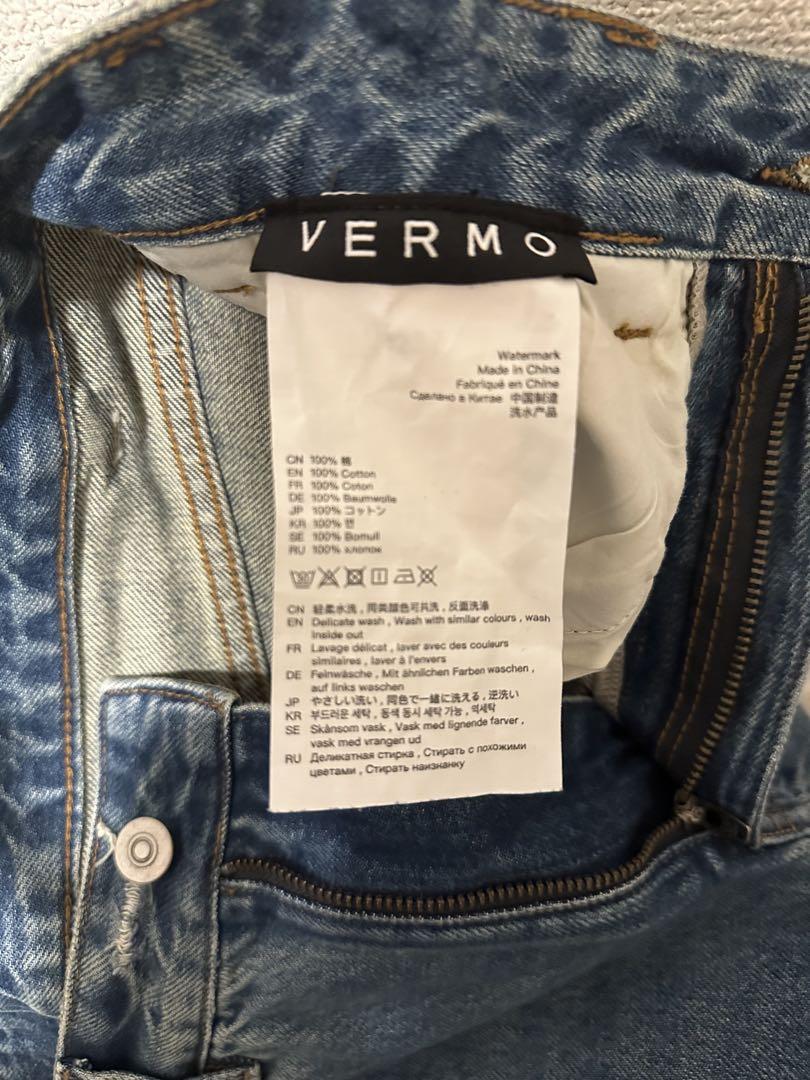 VERMO
Watermark
Made in China
Fabriqué en Chine
Сделано в Китае 中国制造
洗水产品
CN 100% 棉
EN 100% Cotton
FR 100% Coton
DE 100% Baumwolle
JP 100% コットン
KR 100% 면
SE 100% Bomull
RU 100% хлопок
CN 轻柔水洗 , 同类颜色可共洗 , 反面洗涤
EN Delicate wash , Wash with similar colours , wash
inside out
FR Lavage délicat , laver avec des couleurs
similaires , laver à l'envers
DE Feinwäsche , Mit ähnlichen Farben waschen ,
auf links waschen
JP やさしい洗い , 同色で一緒に洗える , 逆洗い
KR 부드러운 세탁 , 동색 동시 세탁 가능 , 역세탁
SE Skånsom vask , Vask med lignende farver ,
vask med vrangen ud
RU Деликатная стирка , Стирать с похожими
цветами , Стирать наизнанку